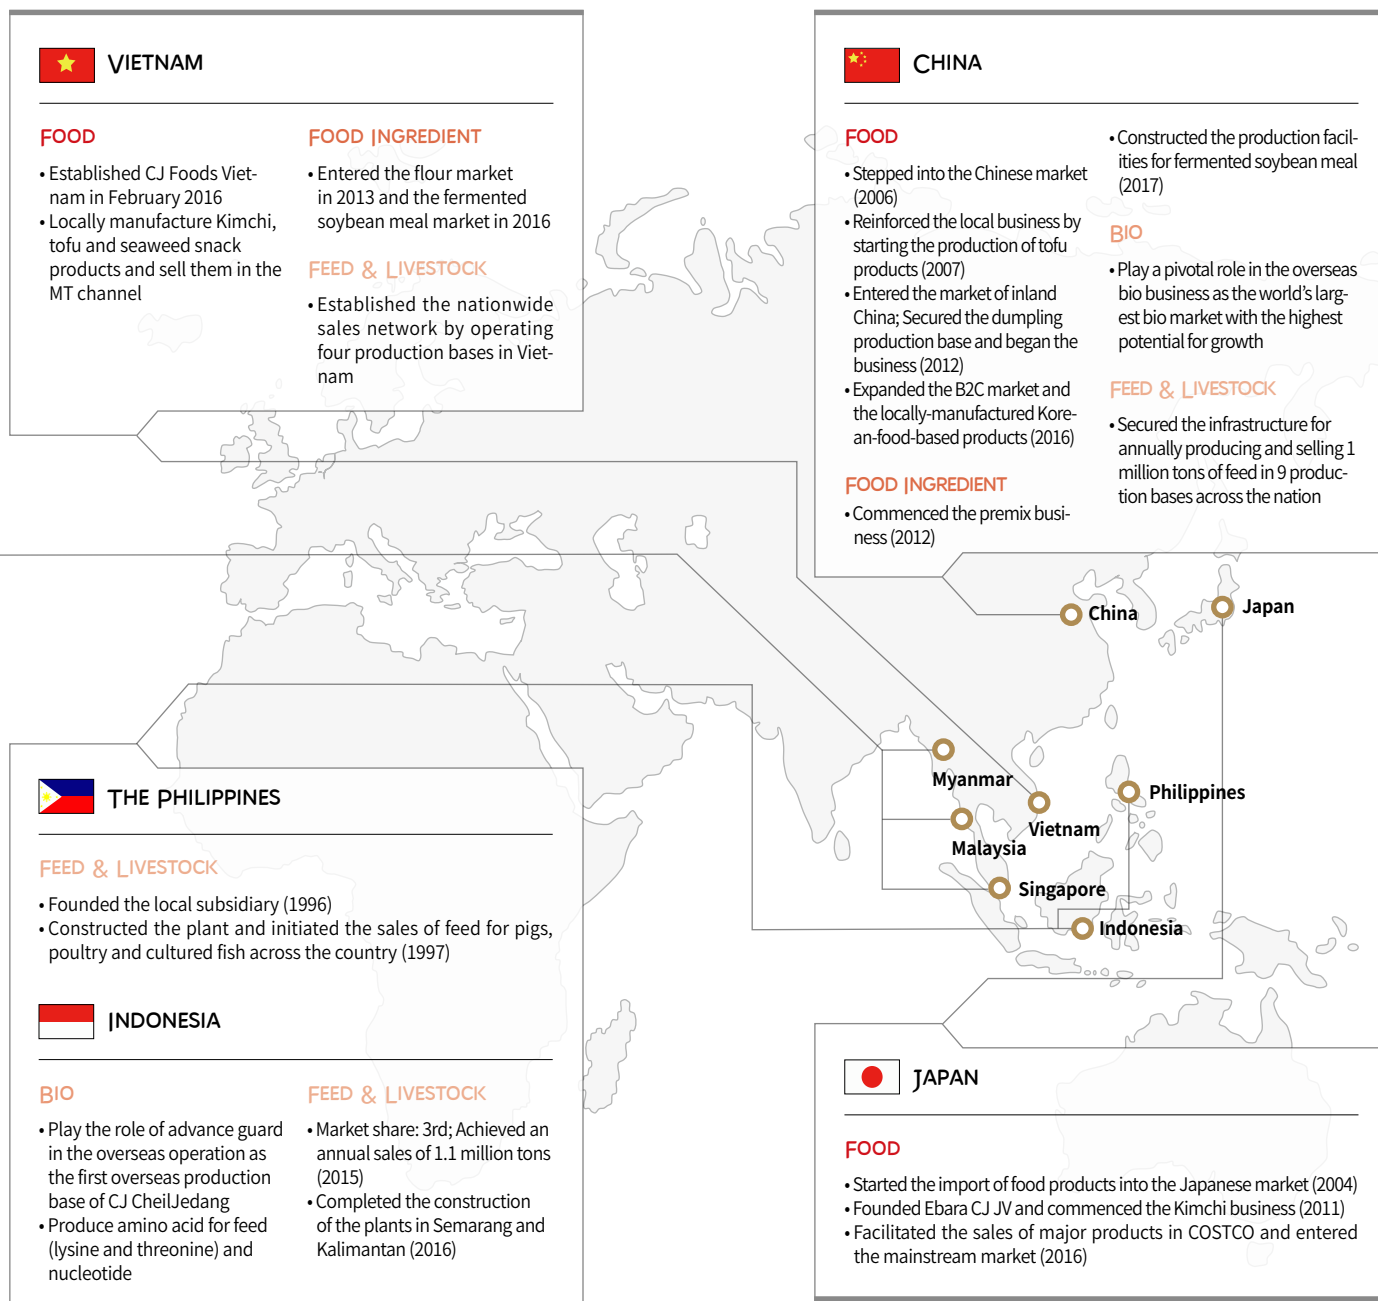 VIETNAM
FOOD
• Established CJ Foods Viet-
nam in February 2016
• Locally manufacture Kimchi,
tofu and seaweed snack
products and sell them in the
MT channel
FOOD INGREDIENT
• Entered the flour market
in 2013 and the fermented
soybean meal market in 2016
FEED & LIVESTOCK
• Established the nationwide
sales network by operating
four production bases in Viet-
nam
CHINA
FOOD
• Stepped into the Chinese market
(2006)
• Reinforced the local business by
starting the production of tofu
products (2007)
• Entered the market of inland
China; Secured the dumpling
production base and began the
business (2012)
• Expanded the B2C market and
the locally-manufactured Kore-
an-food-based products (2016)
FOOD INGREDIENT
• Commenced the premix busi-
ness (2012)
• Constructed the production facil-
ities for fermented soybean meal
(2017)
BIO
• Play a pivotal role in the overseas
bio business as the world's larg-
est bio market with the highest
potential for growth
FEED & LIVESTOCK
• Secured the infrastructure for
annually producing and selling 1
million tons of feed in 9 produc-
tion bases across the nation
China
Japan
Myanmar
Philippines
Vietnam
Malaysia
Singapore
Indonesia
THE PHILIPPINES
FEED & LIVESTOCK
• Founded the local subsidiary (1996)
• Constructed the plant and initiated the sales of feed for pigs,
poultry and cultured fish across the country (1997)
INDONESIA
BIO
• Play the role of advance guard
in the overseas operation as
the first overseas production
base of CJ CheilJedang
• Produce amino acid for feed
(lysine and threonine) and
nucleotide
FEED & LIVESTOCK
• Market share: 3rd; Achieved an
annual sales of 1.1 million tons
(2015)
• Completed the construction
of the plants in Semarang and
Kalimantan (2016)
JAPAN
FOOD
• Started the import of food products into the Japanese market (2004)
• Founded Ebara CJ JV and commenced the Kimchi business (2011)
• Facilitated the sales of major products in COSTCO and entered
the mainstream market (2016)